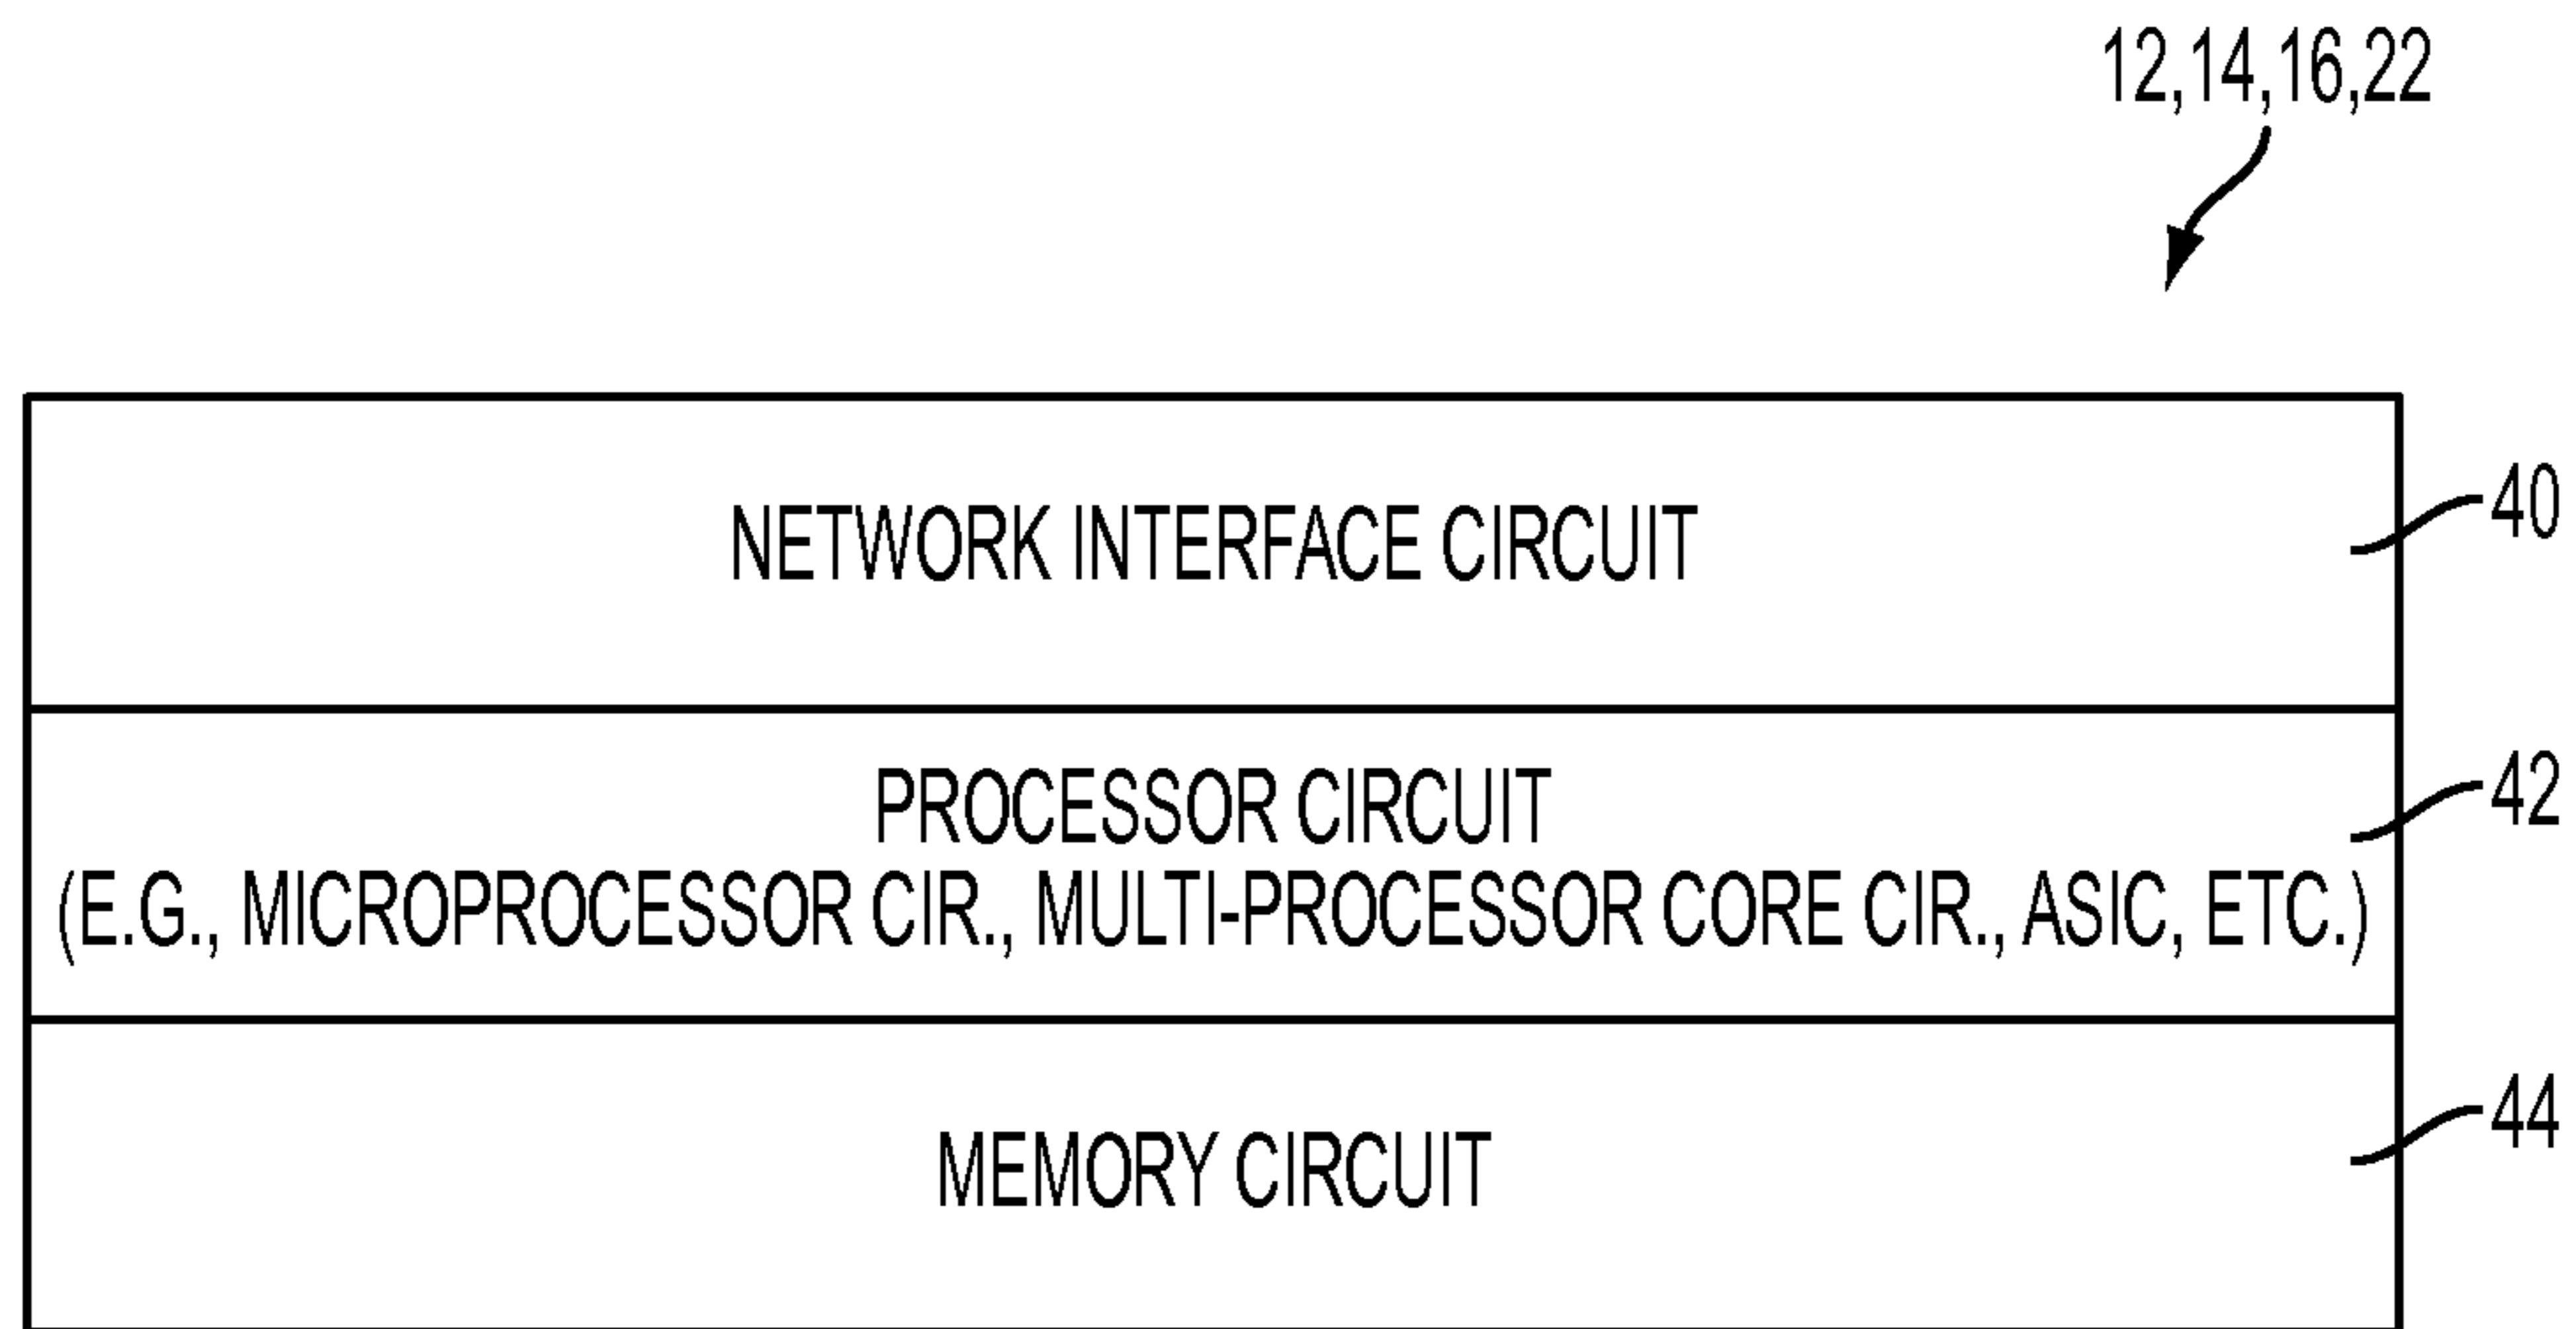 12,14,16,22
NETWORK INTERFACE CIRCUIT
40
PROCESSOR CIRCUIT
(E.G., MICROPROCESSOR CIR., MULTI-PROCESSOR CORE CIR., ASIC, ETC.)
42
MEMORY CIRCUIT
44